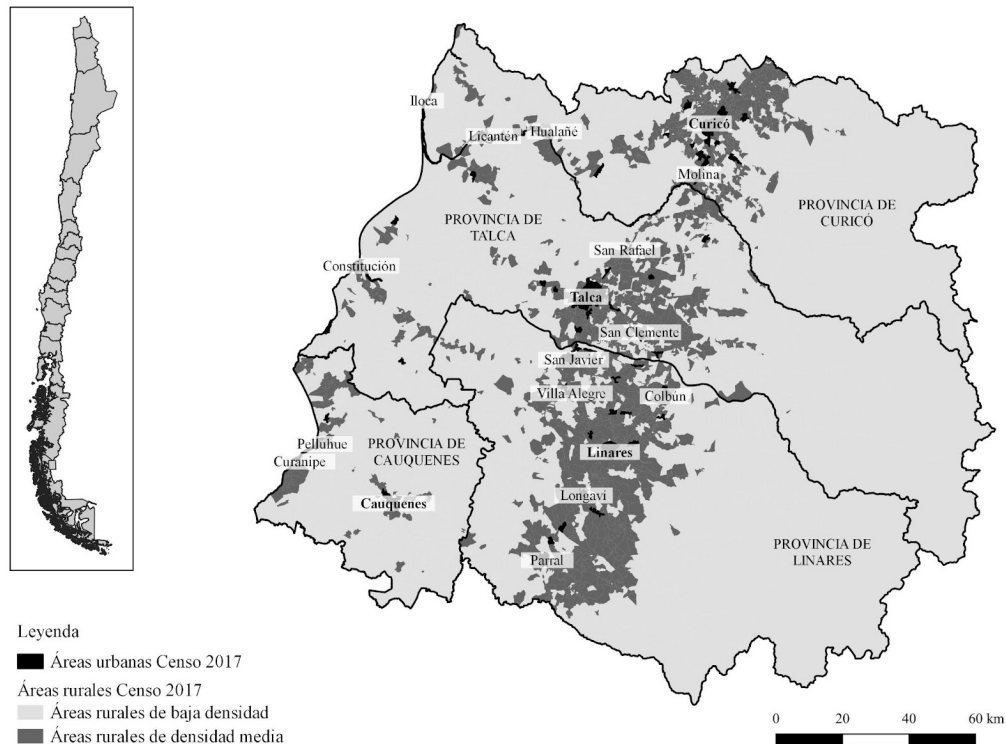 Iloca
Licantén
Hualañé
Curicó
Molina
PROVINCIA DE
CURICÓ
PROVINCIA DE
TALCA
San Rafael
Constitución
Talca
San Clemente
San Javier
Villa Alegre
Colbún
Pelluhue
PROVINCIA DE
CAUQUENES
Curanipe
Linares
Cauquenes
Longaví
Parral
PROVINCIA DE
LINARES
Leyenda
Áreas urbanas Censo 2017
Áreas rurales Censo 2017
Áreas rurales de baja densidad
Áreas rurales de densidad media
0 20 40 60 km